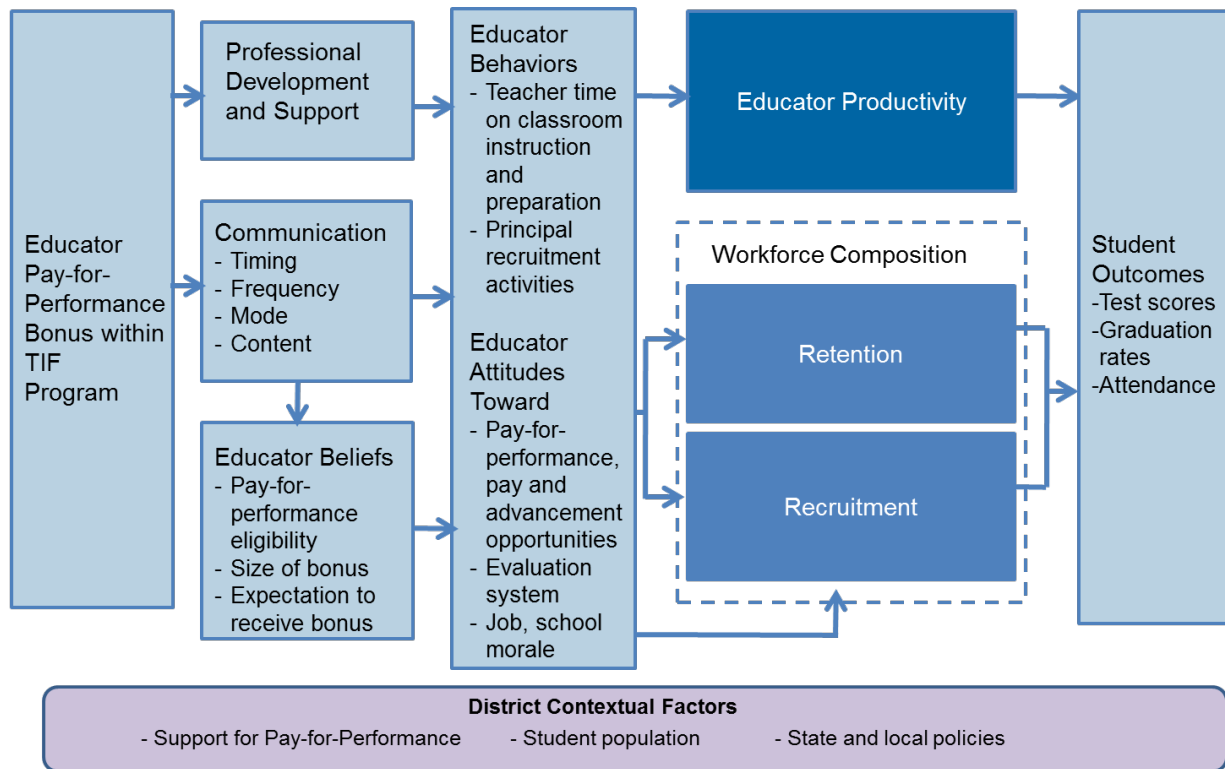 Educator
Pay-for-
Performance
Bonus within
TIF
Program
Professional
Development
and Support
Communication
- Timing
- Frequency
- Mode
- Content
Educator Beliefs
- Pay-for-
performance
eligibility
- Size of bonus
- Expectation to
receive bonus
Educator
Behaviors
- Teacher time
on classroom
instruction
and
preparation
- Principal
recruitment
activities
Educator
Attitudes
Toward
- Pay-for-
performance,
pay and
advancement
opportunities
- Evaluation
system
- Job, school
morale
Educator Productivity
Workforce Composition
Retention
Recruitment
Student
Outcomes
-Test scores
-Graduation
rates
-Attendance
District Contextual Factors
- Support for Pay-for-Performance - Student population - State and local policies